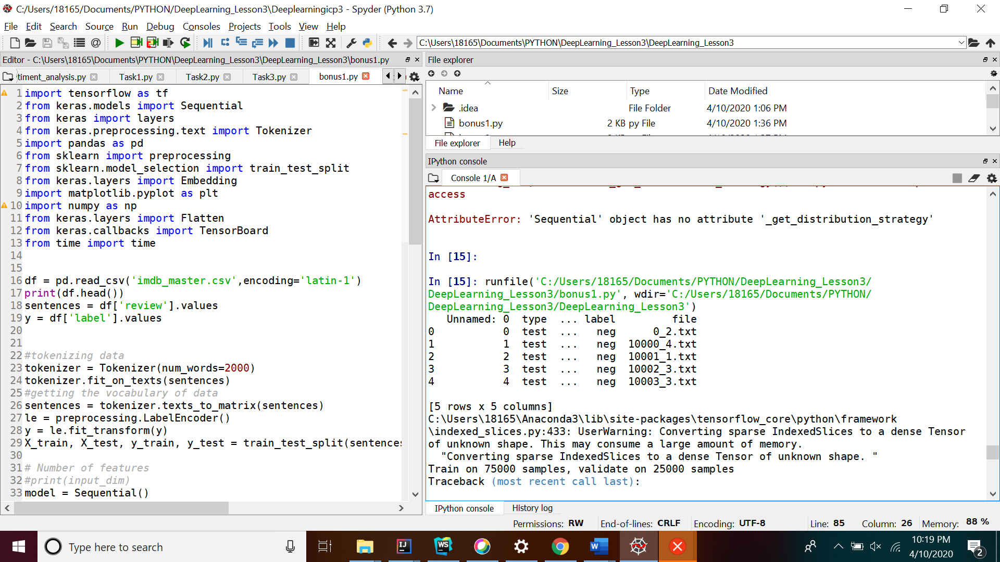 C:/Users/18165/Documents/PYTHON/DeepLearning_Lesson3\Deeplearningicp3 - Spyder (Python 3.7)
File Edit Search Source Run Debug Consoles Projects Tools View Help
C:\Users\18165\Documents\PYTHON\DeepLearning_Lesson3\DeepLearning_Lesson3
Editor - C:\Users\18165\Documents\PYTHON\DeepLearning_Lesson3\DeepLearning_Lesson3\bonus1.py
timent_analysis.py Task1.py Task2.py Task3.py bonus1.py
1 import tensorflow as tf
2 from keras.models import Sequential
3 from keras import layers
4 from keras.preprocessing.text import Tokenizer
5 import pandas as pd
6 from sklearn import preprocessing
7 from sklearn.model_selection import train_test_split
8 from keras.layers import Embedding
9 import matplotlib.pyplot as plt
10 import numpy as np
11 from keras.layers import Flatten
12 from keras.callbacks import TensorBoard
13 from time import time
14
15
16 df = pd.read_csv('imdb_master.csv',encoding='latin-1')
17 print(df.head())
18 sentences = df['review'].values
19 y = df['label'].values
20
21
22 #tokenizing data
23 tokenizer = Tokenizer(num_words=2000)
24 tokenizer.fit_on_texts(sentences)
25 #getting the vocabulary of data
26 sentences = tokenizer.texts_to_matrix(sentences)
27 le = preprocessing.LabelEncoder()
28 y = le.fit_transform(y)
29 X_train, X_test, y_train, y_test = train_test_split(sentences
30
31 # Number of features
32 #print(input_dim)
33 model = Sequential()
File explorer
Name Size Type Date Modified
.idea File Folder 4/10/2020 1:06 PM
bonus1.py 2 KB py File 4/10/2020 1:36 PM
File explorer Help
IPython console
Console 1/A
access
AttributeError: 'Sequential' object has no attribute '_get_distribution_strategy'
In [15]:
In [15]: runfile('C:/Users/18165/Documents/PYTHON/DeepLearning_Lesson3/
DeepLearning_Lesson3/bonus1.py', wdir='C:/Users/18165/Documents/PYTHON/
DeepLearning_Lesson3/DeepLearning_Lesson3')
Unnamed: 0 type ... label file
0 0 test ... neg 0_2.txt
1 1 test ... neg 10000_4.txt
2 2 test ... neg 10001_1.txt
3 3 test ... neg 10002_3.txt
4 4 test ... neg 10003_3.txt
[5 rows x 5 columns]
C:\Users\18165\Anaconda3\lib\site-packages\tensorflow_core\python\framework
\indexed_slices.py:433: UserWarning: Converting sparse IndexedSlices to a dense Tensor
of unknown shape. This may consume a large amount of memory.
"Converting sparse IndexedSlices to a dense Tensor of unknown shape. "
Train on 75000 samples, validate on 25000 samples
Traceback (most recent call last):
IPython console History log
Permissions: RW End-of-lines: CRLF Encoding: UTF-8 Line: 85 Column: 26 Memory: 88 %
Type here to search
IJ WS W
10:19 PM
4/10/2020
2